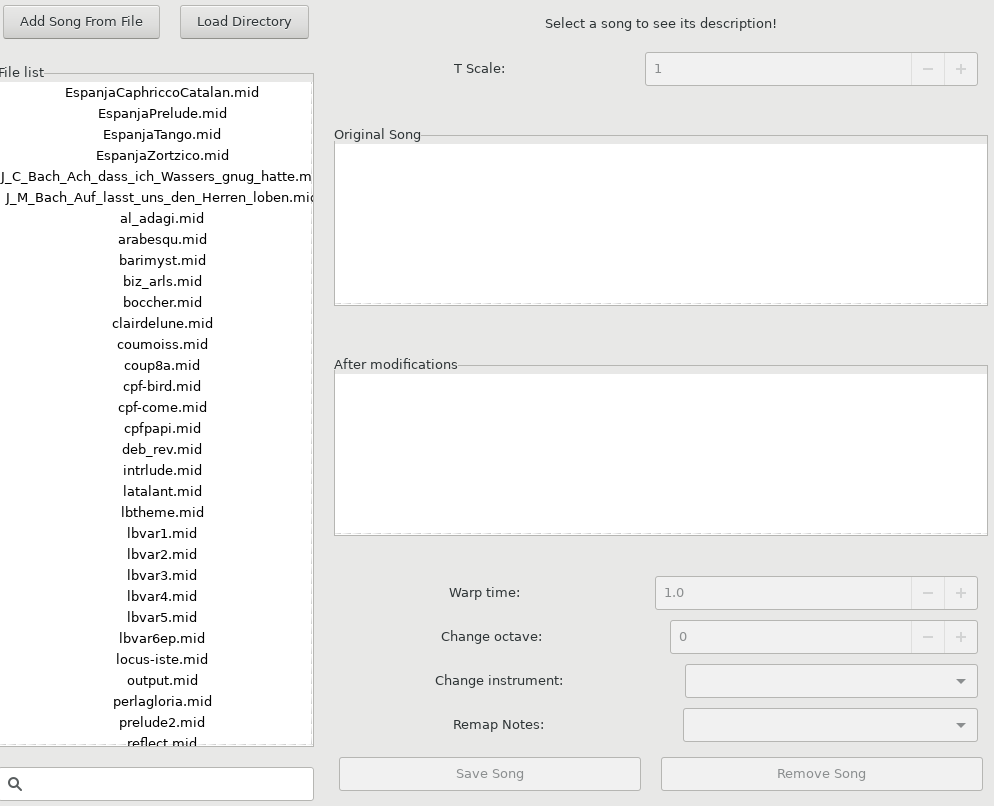 Add Song From File
Load Directory
File list
EspanjaCaphriccoCatalan.mid
EspanjaPrelude.mid
EspanjaTango.mid
EspanjaZortzico.mid
J_C_Bach_Ach_dass_ich_Wassers_gnug_hatte.m
J_M_Bach_Auf_lasst_uns_den_Herren_loben.mid
al_adagi.mid
arabesqu.mid
barimyst.mid
biz_arls.mid
boccher.mid
clairdelune.mid
coumoiss.mid
coup8a.mid
cpf-bird.mid
cpf-come.mid
cpfpapi.mid
deb_rev.mid
intrlude.mid
latalant.mid
lbtheme.mid
lbvar1.mid
lbvar2.mid
lbvar3.mid
lbvar4.mid
lbvar5.mid
lbvar6ep.mid
locus-iste.mid
output.mid
perlagloria.mid
prelude2.mid
reflect.mid
Select a song to see its description!
T Scale:
1
Original Song
After modifications
Warp time:
1.0
Change octave:
0
Change instrument:
Remap Notes:
Save Song
Remove Song